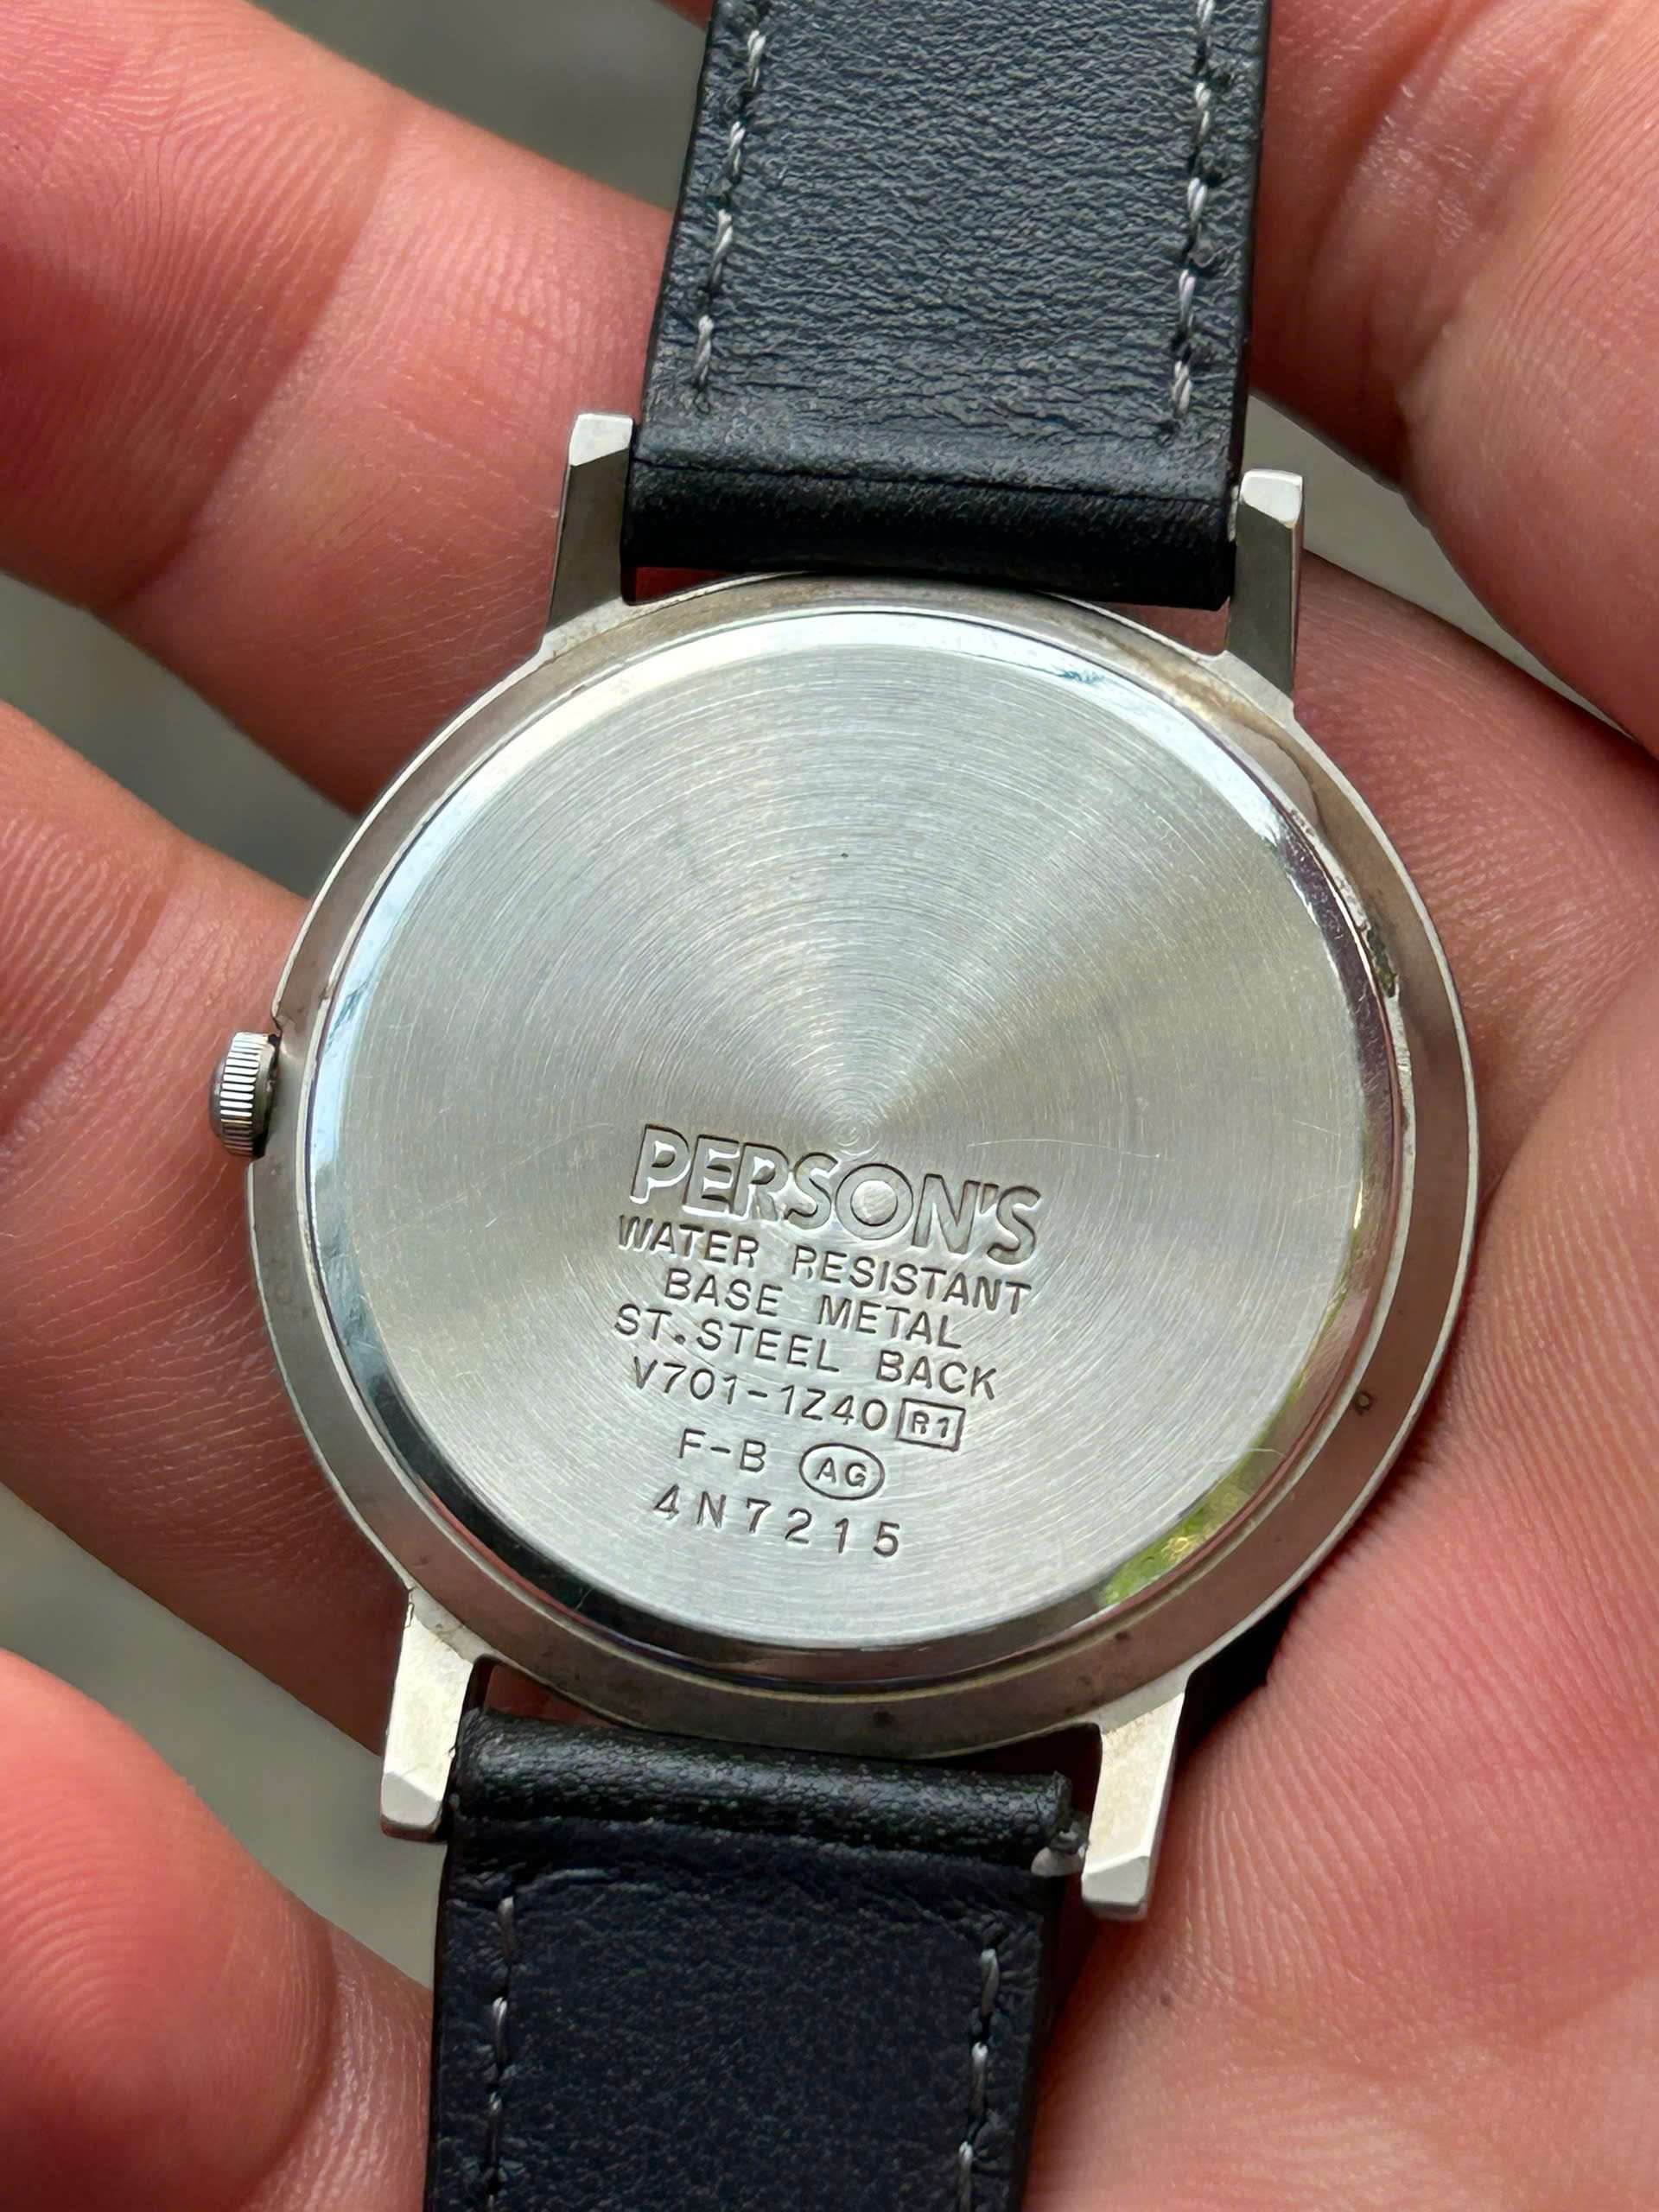 PERSON'S
WATER RESISTANT
BASE METAL
ST.STEEL BACK
V701-1Z40 R1
F-B AG
4N7215